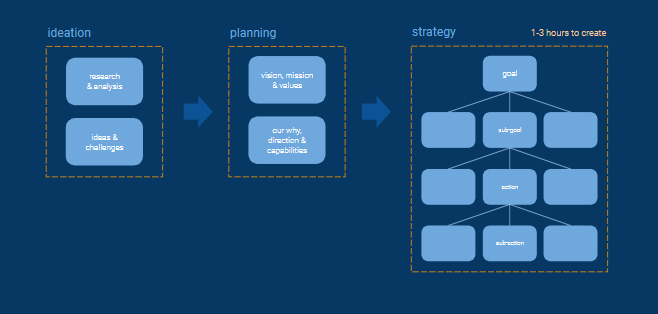 ideation
research
& analysis
ideas &
challenges
planning
vision, mission
& values
our why,
direction &
capabilities
strategy
1-3 hours to create
goal
subgoal
action
subaction